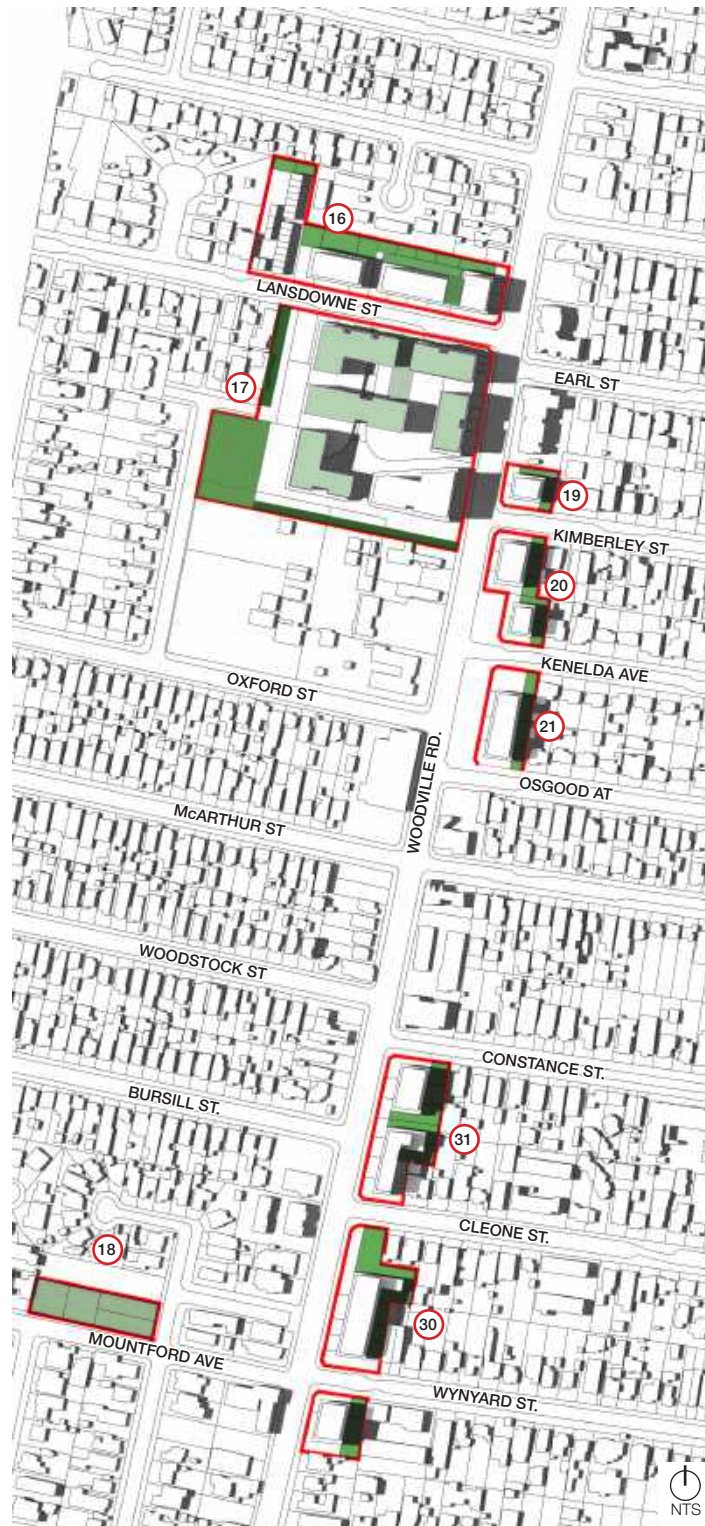 16
LANSDOWNE ST
EARL ST
17
19
KIMBERLEY ST
20
KENELDA AVE
OXFORD ST
21
OSGOOD AT
WOODVILLE RD.
McARTHUR ST
WOODSTOCK ST
CONSTANCE ST.
BURSILL ST.
31
CLEONE ST.
18
30
MOUNTFORD AVE
WYNYARD ST.
NTS